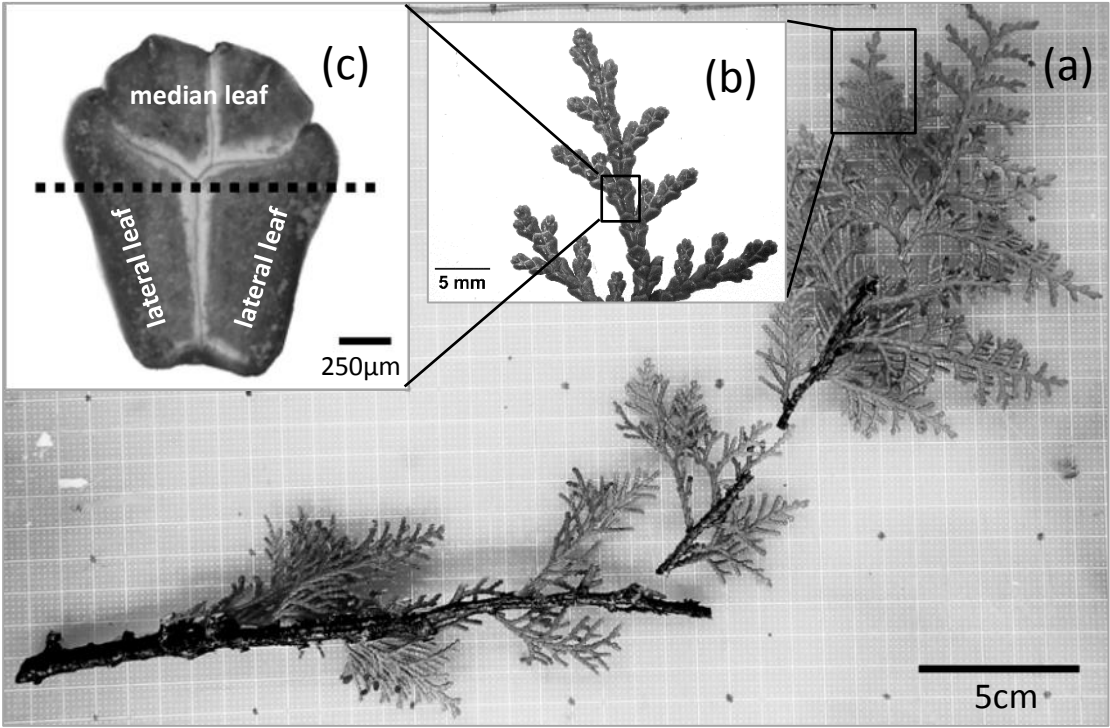 (c)
median leaf
lateral leaf
lateral leaf
250μm
(b)
5 mm
(a)
5cm